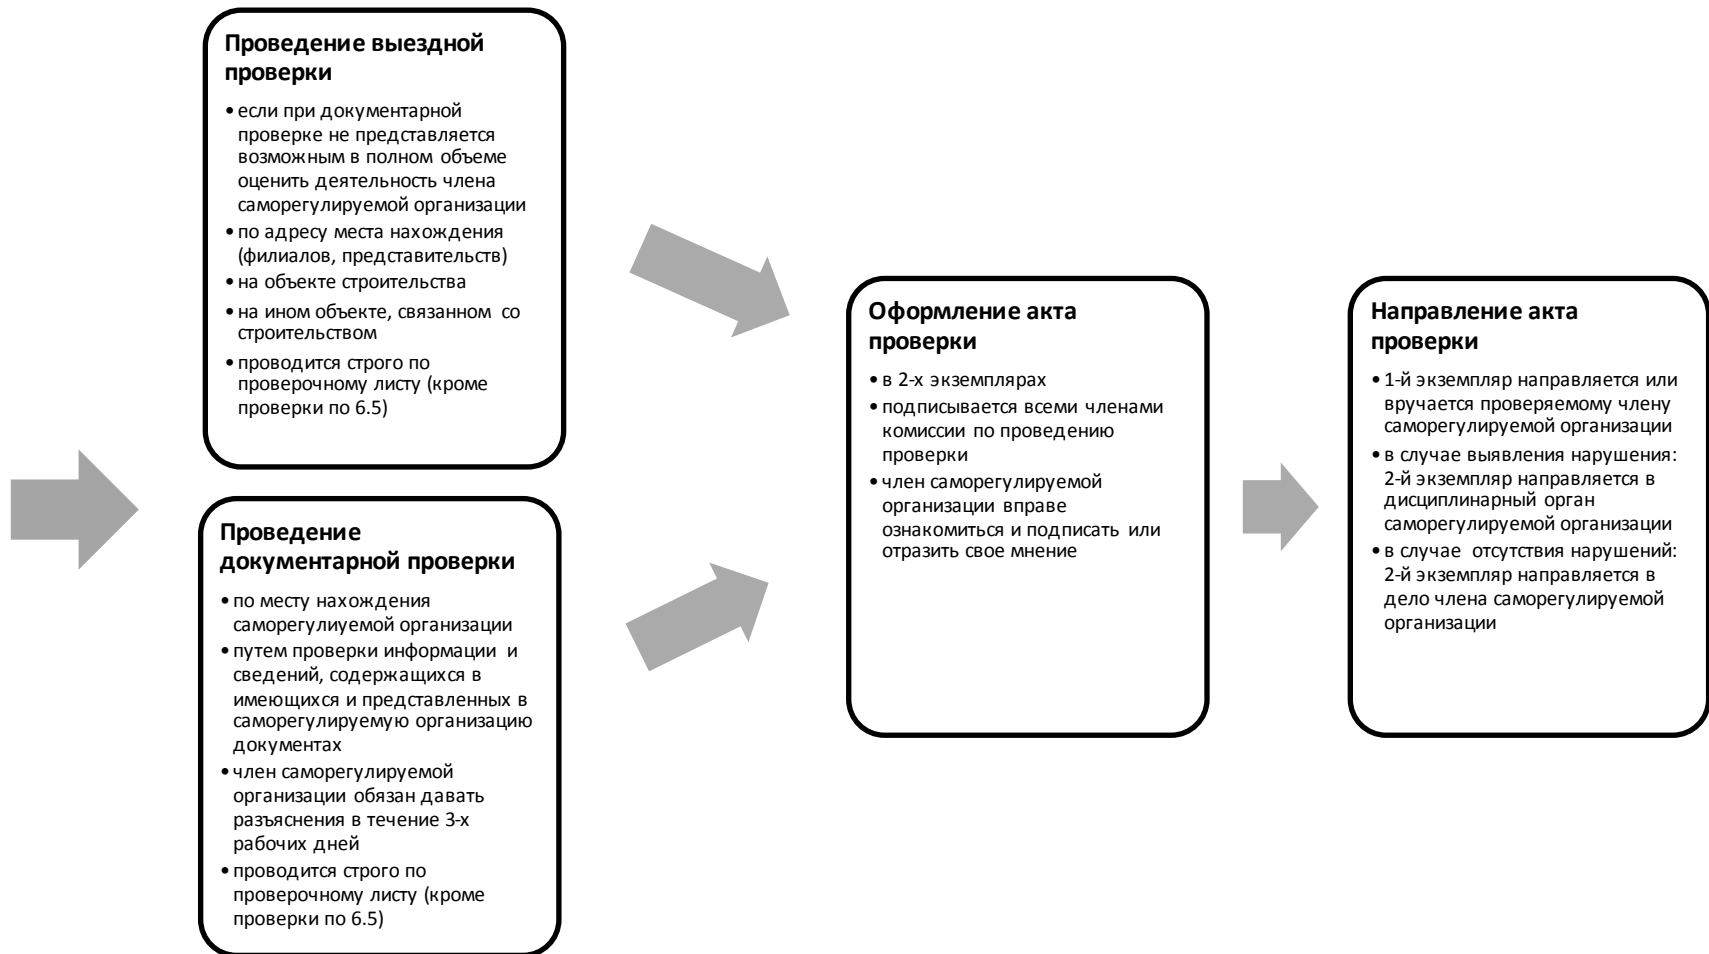 Проведение выездной
проверки
• если при документарной
проверке не представляется
возможным в полном объеме
оценить деятельность члена
саморегулируемой организации
• по адресу места нахождения
(филиалов, представительств)
• на объекте строительства
• на ином объекте, связанном со
строительством
• проводится строго по
проверочному листу (кроме
проверки по 6.5)
Проведение
документарной проверки
• по месту нахождения
саморегулиуемой организации
• путем проверки информации и
сведений, содержащихся в
имеющихся и представленных в
саморегулируемую организацию
документах
• член саморегулируемой
организации обязан давать
разъяснения в течение 3-х
рабочих дней
• проводится строго по
проверочному листу (кроме
проверки по 6.5)
Оформление акта
проверки
• в 2-х экземплярах
• подписывается всеми членами
комиссии по проведению
проверки
• член саморегулируемой
организации вправе
ознакомиться и подписать или
отразить свое мнение
Направление акта
проверки
• 1-й экземпляр направляется или
вручается проверяемому члену
саморегулируемой организации
• в случае выявления нарушения:
2-й экземпляр направляется в
дисциплинарный орган
саморегулируемой организации
• в случае отсутствия нарушений:
2-й экземпляр направляется в
дело члена саморегулируемой
организации